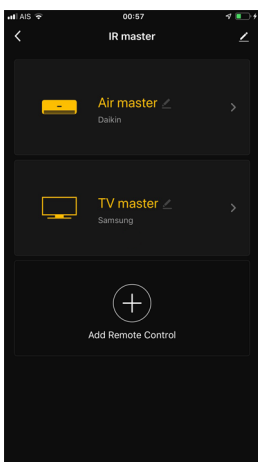 AIS 00:57
IR master
Air master
Daikin
TV master
Samsung
Add Remote Control